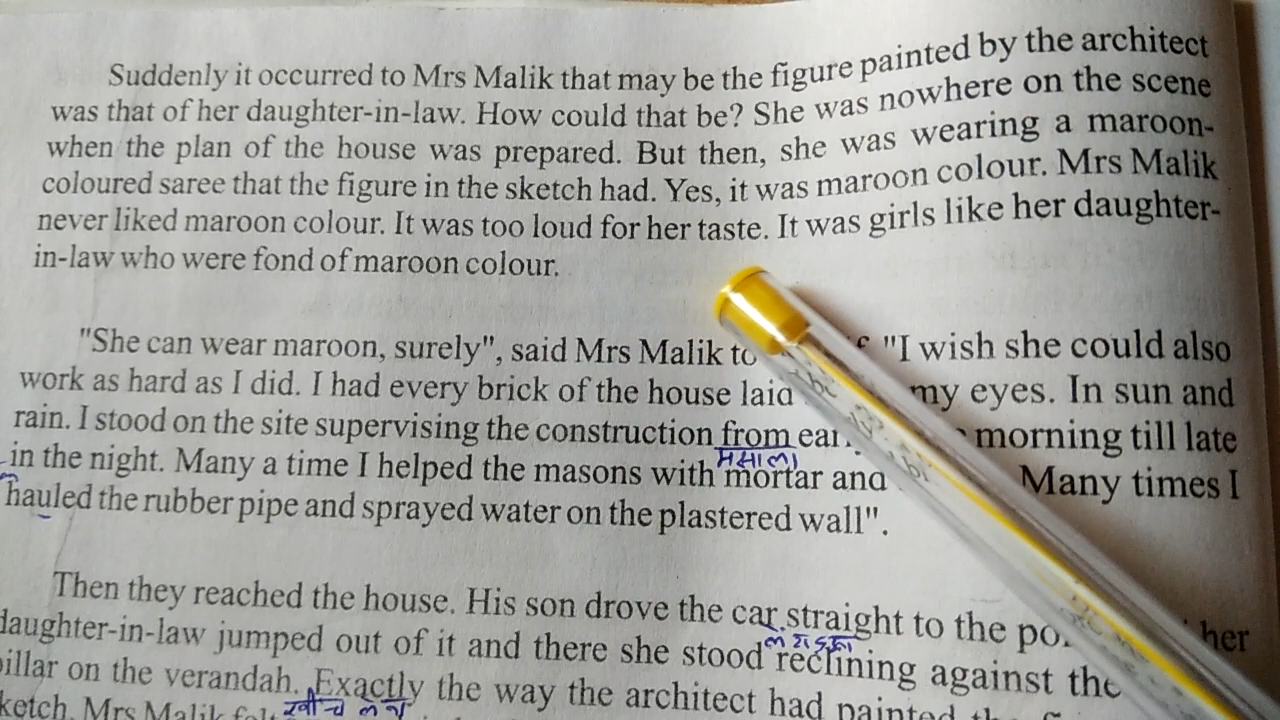 Suddenly it occurred to Mrs Malik that may be the figure painted by the architect
was that of her daughter-in-law. How could that be? She was nowhere on the scene
when the plan of the house was prepared. But then, she was wearing a maroon-
coloured saree that the figure in the sketch had. Yes, it was maroon colour. Mrs Malik
never liked maroon colour. It was too loud for her taste. It was girls like her daughter-
in-law who were fond of maroon colour.
"She can wear maroon, surely", said Mrs Malik to "I wish she could also
work as hard as I did. I had every brick of the house laid my eyes. In sun and
rain. I stood on the site supervising the construction from morning till late
मसाला
in the night. Many a time I helped the masons with mortar and Many times I
hauled the rubber pipe and sprayed water on the plastered wall".
Then they reached the house. His son drove the car straight to the her
daughter-in-law jumped out of it and there she stood reclining against the
pillar on the verandah. Exactly the way the architect had painted the
sketch. Mrs Malik